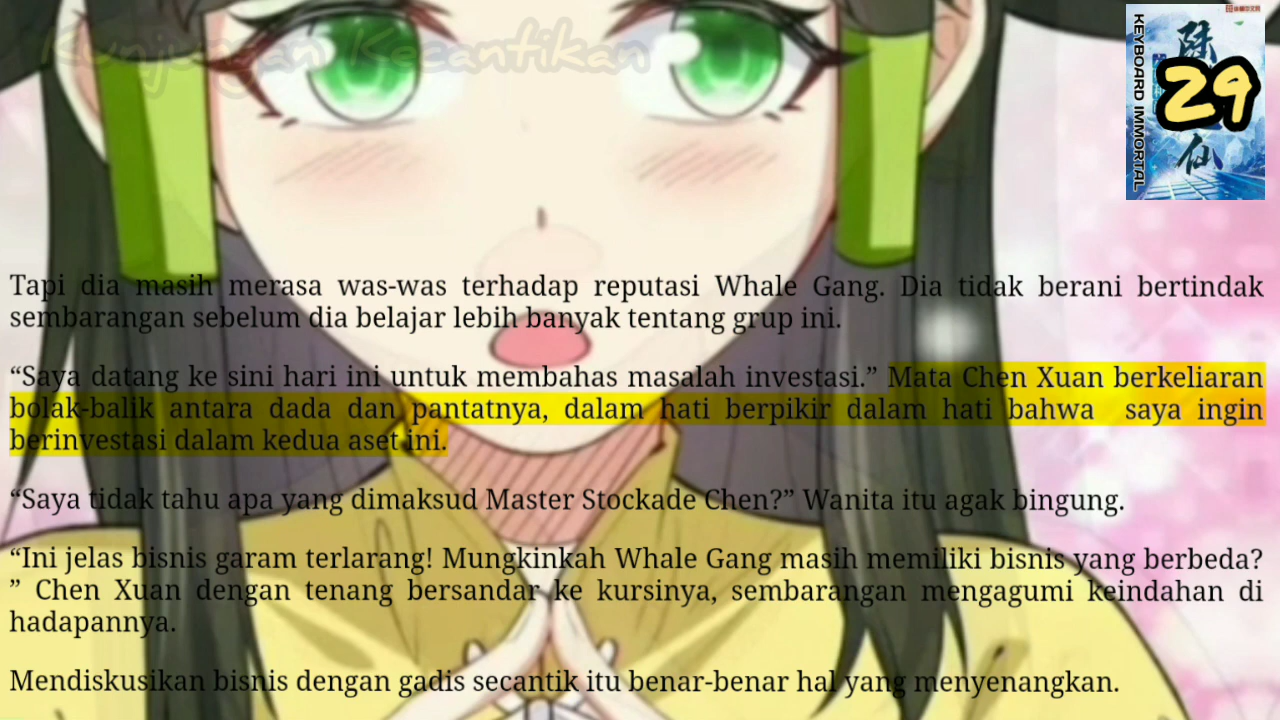 Kunjungan Kecantikan
KEYBOARD IMMORTAL
29
仙
Tapi dia masih merasa was-was terhadap reputasi Whale Gang. Dia tidak berani bertindak
sembarangan sebelum dia belajar lebih banyak tentang grup ini.
“Saya datang ke sini hari ini untuk membahas masalah investasi.” Mata Chen Xuan berkeliaran
bolak-balik antara dada dan pantatnya, dalam hati berpikir dalam hati bahwa saya ingin
berinvestasi dalam kedua aset ini.
“Saya tidak tahu apa yang dimaksud Master Stockade Chen?” Wanita itu agak bingung.
“Ini jelas bisnis garam terlarang! Mungkinkah Whale Gang masih memiliki bisnis yang berbeda?
” Chen Xuan dengan tenang bersandar ke kursinya, sembarangan mengagumi keindahan di
hadapannya.
Mendiskusikan bisnis dengan gadis secantik itu benar-benar hal yang menyenangkan.